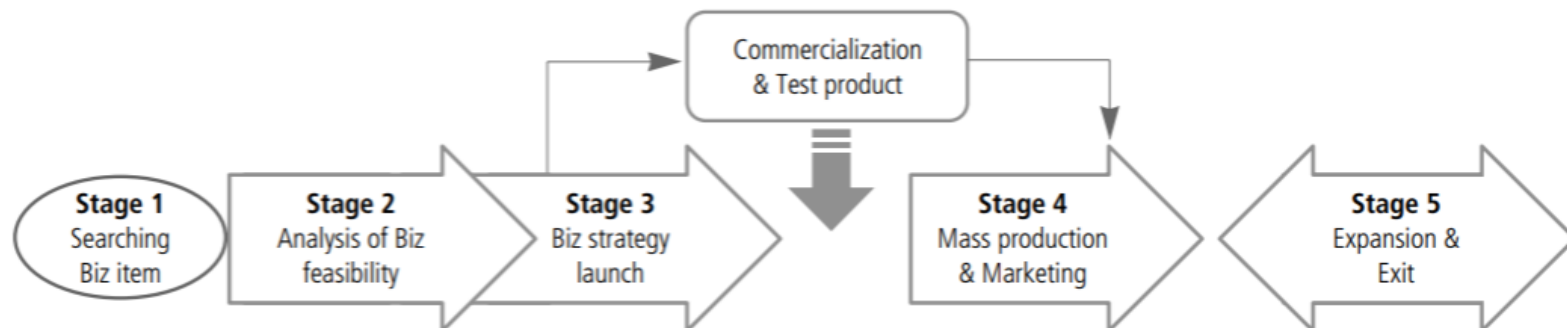 Commercialization
& Test product
Stage 1
Searching
Biz item
Stage 2
Analysis of Biz
feasibility
Stage 3
Biz strategy
launch
Stage 4
Mass production
& Marketing
Stage 5
Expansion &
Exit